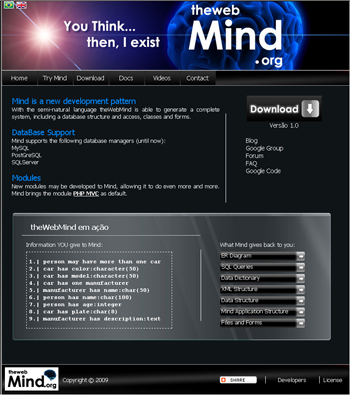 You Think...
then, I exist
theweb
Mind
.org
Home Try Mind Download Docs Videos Contact
Mind is a new development pattern
With the semi-natural language theWebMind is able to generate a complete
system, including a database structure and access, classes and forms.
DataBase Support
Mind supports the following database managers (until now):
MySQL
PostGreSQL
SQLServer
Modules
New modules may be developed to Mind, allowing it to do even more and more.
Mind brings the module PHP MVC as default.
Download
Versão 1.0
Blog
Google Group
Forum
FAQ
Google Code
theWebMind em ação
Information YOU give to Mind:
1.| person may have more than one car
2.| car has color:character(30)
3.| car has model:character(50)
4.| car has one manufacturer
5.| manufacturer has name:char(50)
6.| person has name:char(100)
7.| person has age:integer
8.| car has plate:char(8)
9.| manufacturer has description:text
What Mind gives back to you:
ER Diagram
SQL Queries
Data Dictionary
XML Structure
Data Structure
Mind Application Structure
Files and Forms
theweb
Mind.org
Copyright © 2009
SHARE
Developers
License